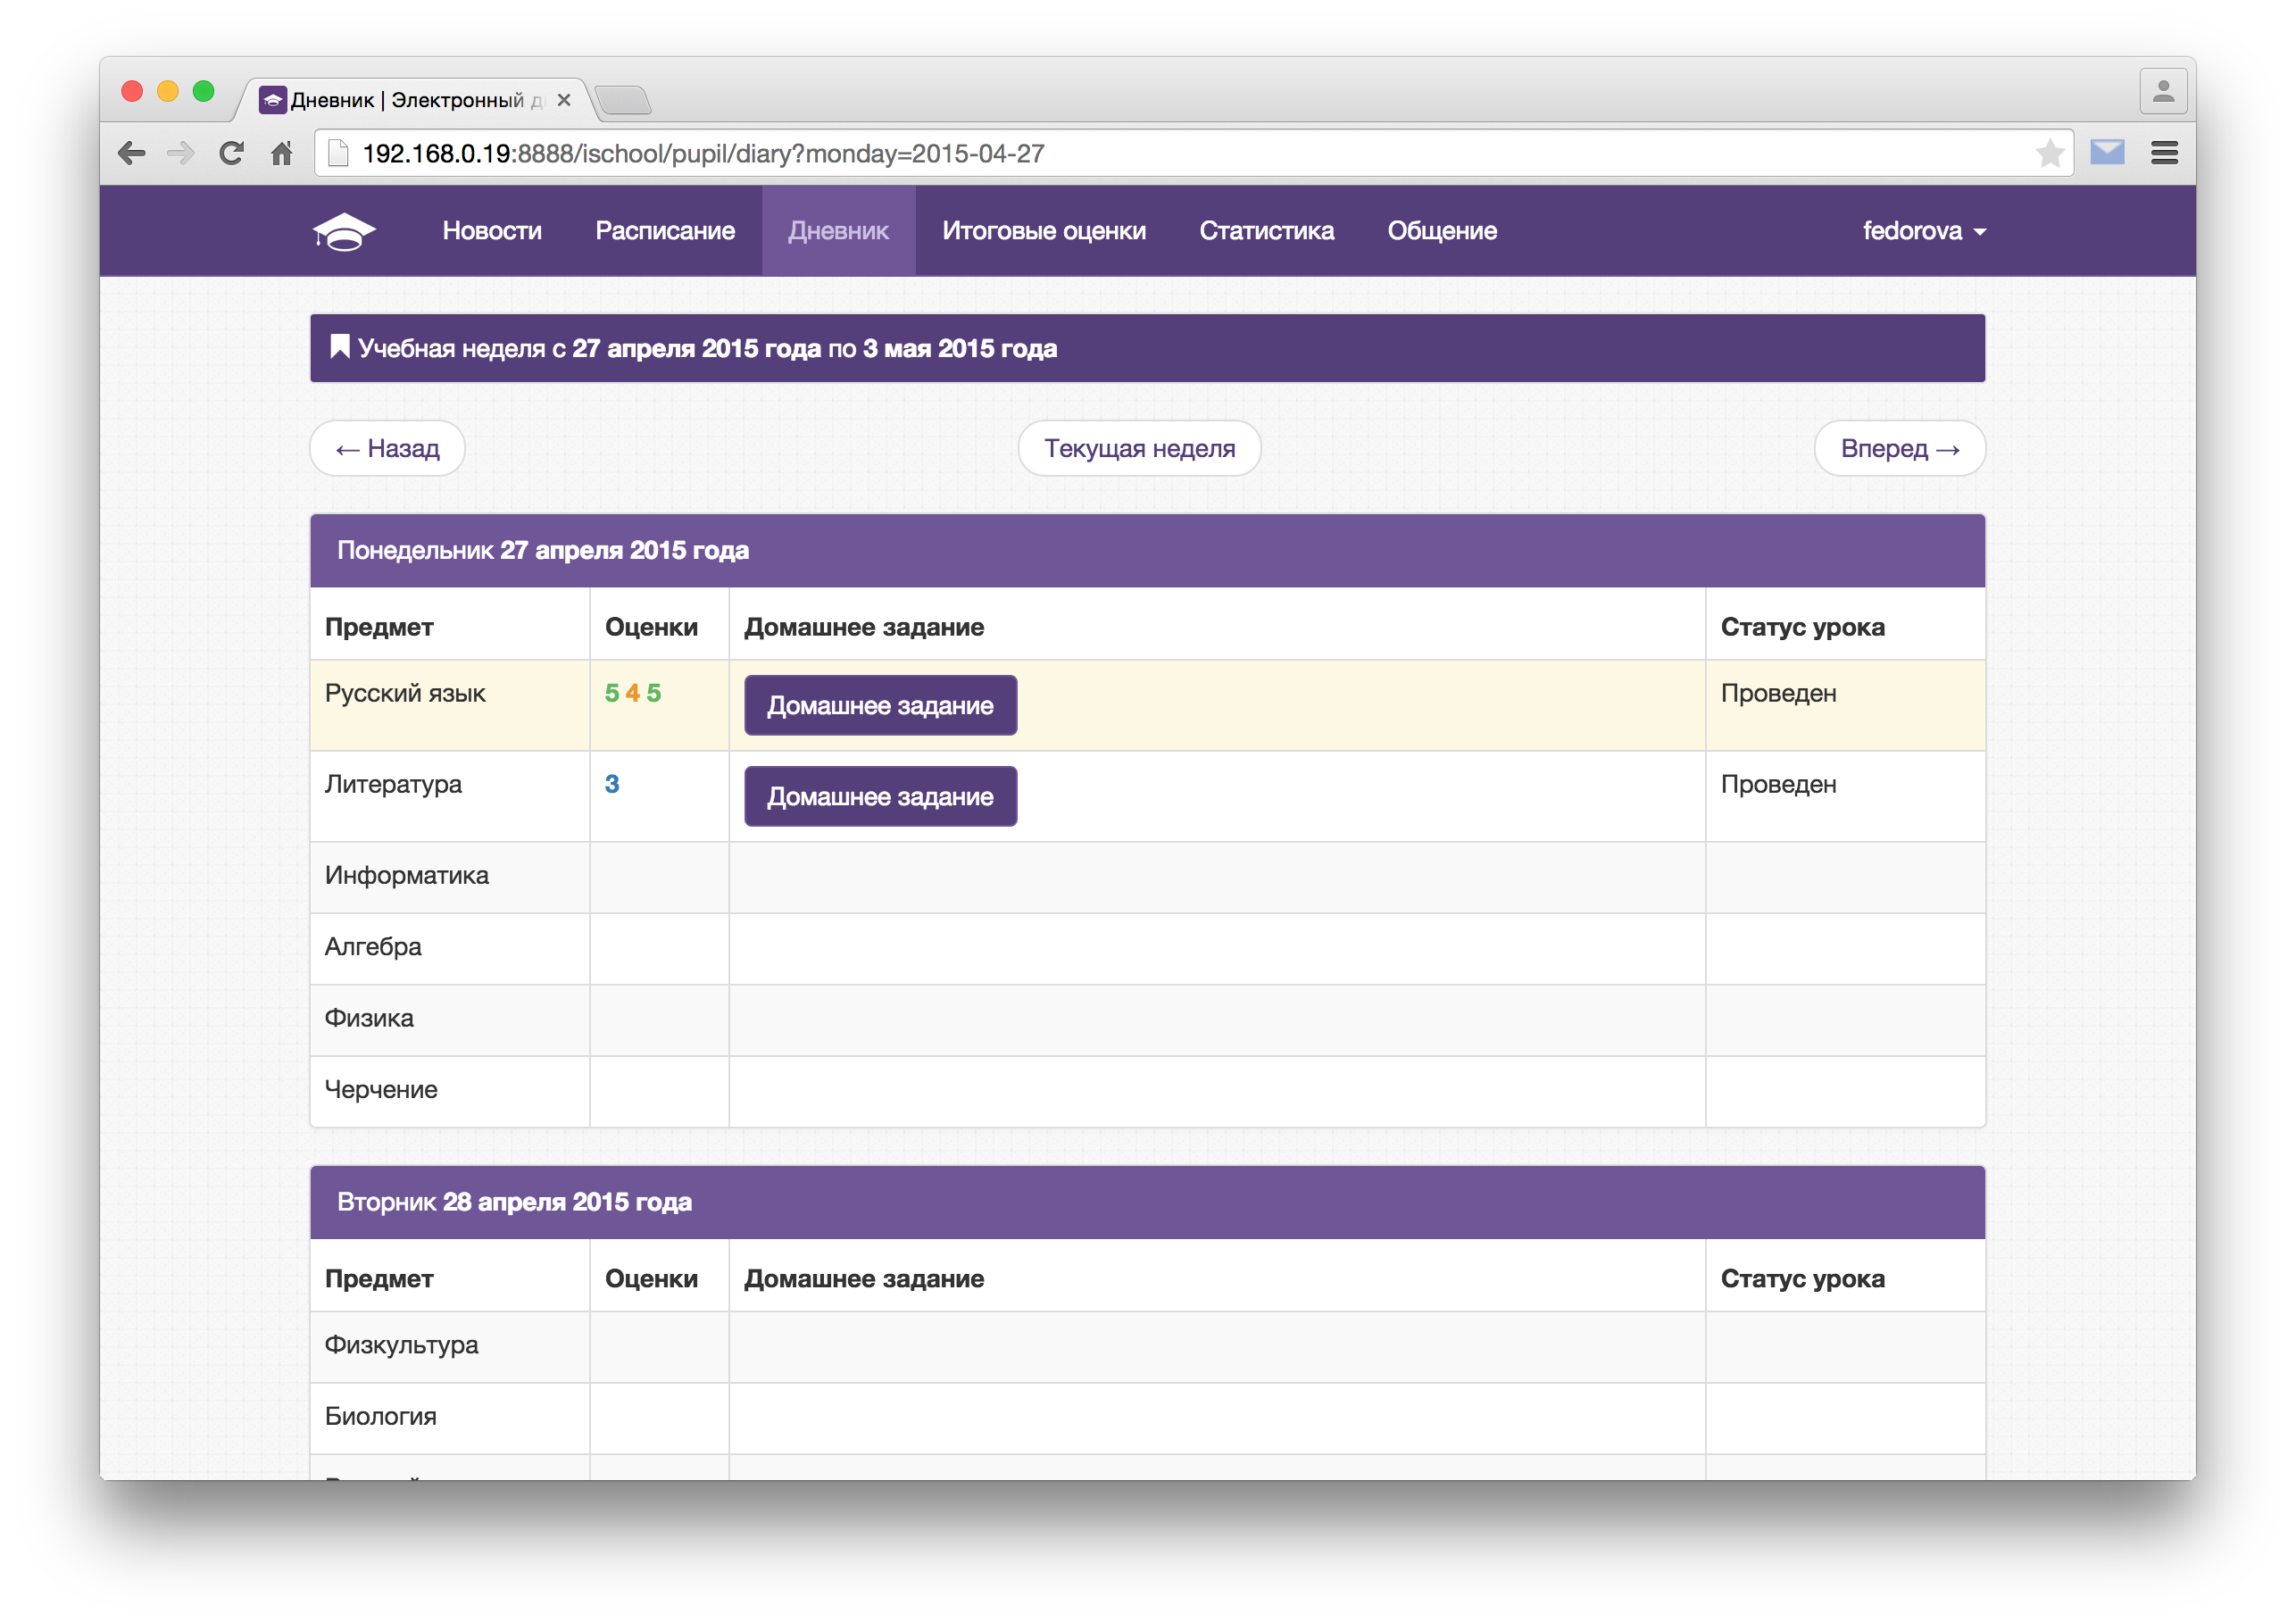 Дневник | Электронный
192.168.0.19:8888/ischool/pupil/diary?monday=2015-04-27
Новости Расписание Дневник Итоговые оценки Статистика Общение fedorova
Учебная неделя с 27 апреля 2015 года по 3 мая 2015 года
← Назад Текущая неделя Вперед →
Понедельник 27 апреля 2015 года
Предмет Оценки Домашнее задание Статус урока
Русский язык 5 4 5 Домашнее задание Проведен
Литература 3 Домашнее задание Проведен
Информатика
Алгебра
Физика
Черчение
Вторник 28 апреля 2015 года
Предмет Оценки Домашнее задание Статус урока
Физкультура
Биология